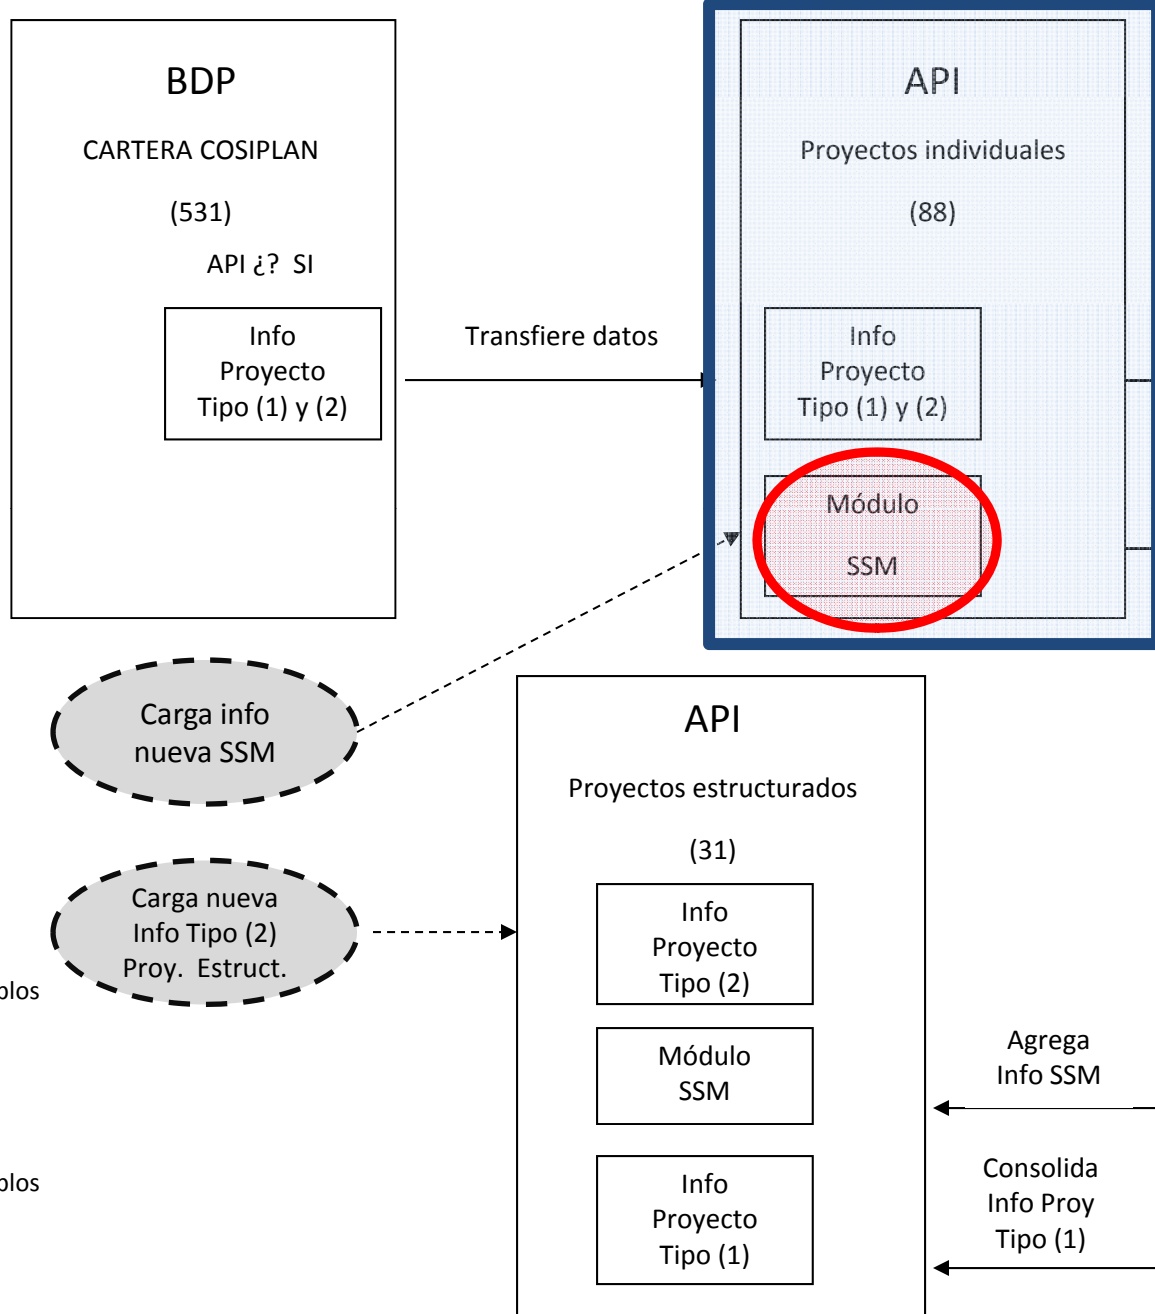 BDP
CARTERA COSIPLAN
(531)
API ¿? SI
Info
Proyecto
Tipo (1) y (2)
Transfiere datos
API
Proyectos individuales
(88)
Info
Proyecto
Tipo (1) y (2)
Módulo
SSM
Carga info
nueva SSM
Carga nueva
Info Tipo (2)
Proy. Estruct.
API
Proyectos estructurados
(31)
Info
Proyecto
Tipo (2)
Módulo
SSM
Info
Proyecto
Tipo (1)
Agrega
Info SSM
Consolida
Info Proy
Tipo (1)